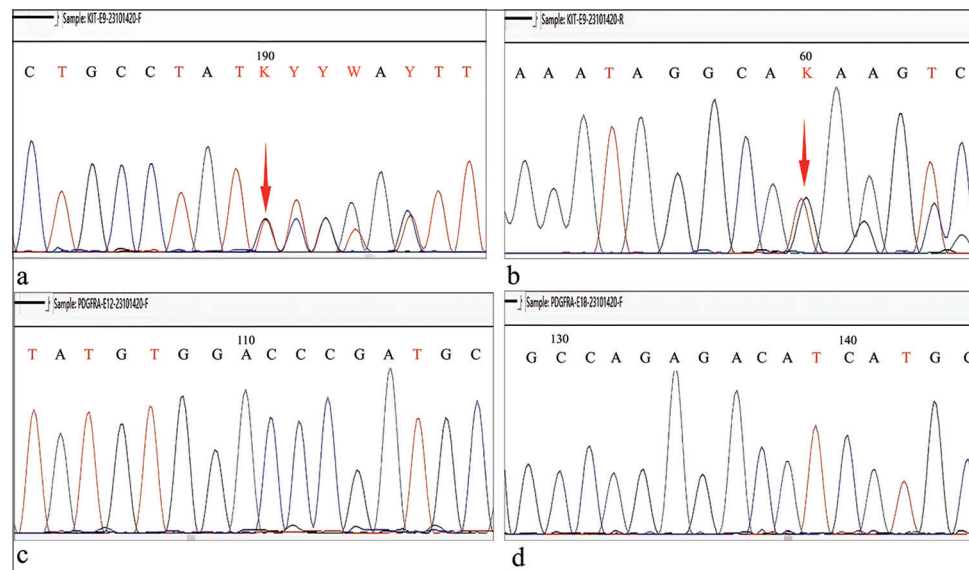 Sample: KIT-E9-23101420-F
190
C T G C C T A T K Y Y W A Y T T
a
Sample: KIT-E9-23101420-R
60
A A A T A G G C A K A A G T C
b
Sample: PDGFRA-E12-23101420-F
110
T A T G T G G A C C C G A T G C
c
Sample: PDGFRA-E18-23101420-F
130 140
G C C A G A G A C A T C A T G C
d